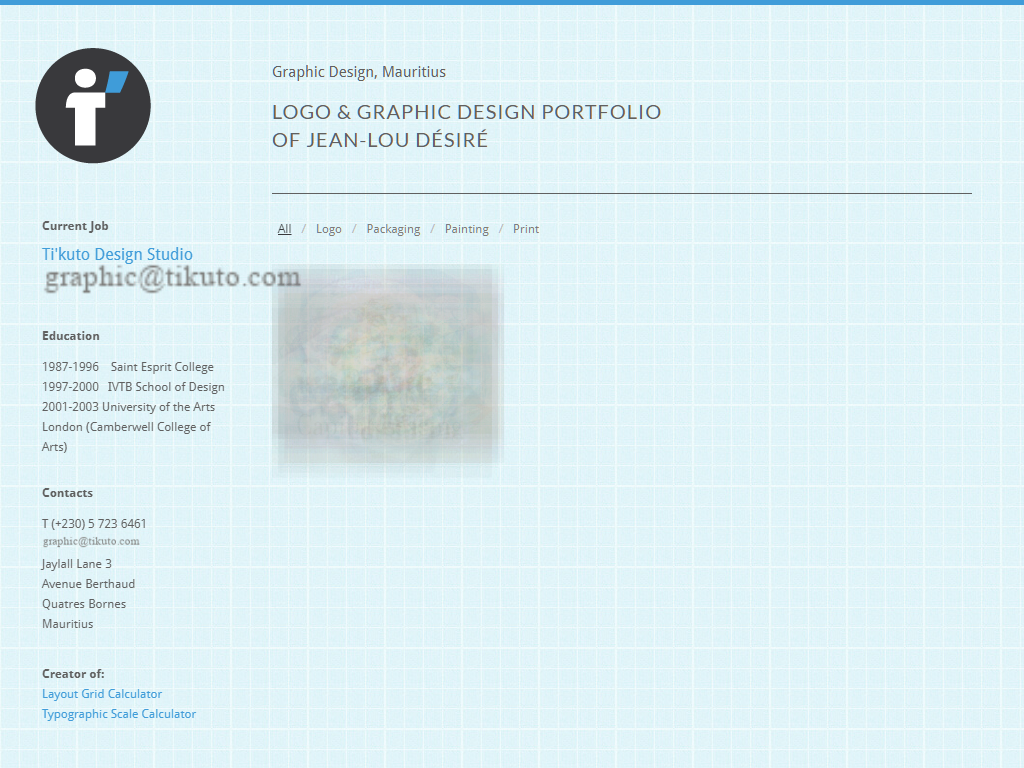 Graphic Design, Mauritius
LOGO & GRAPHIC DESIGN PORTFOLIO
OF JEAN-LOU DÉSIRÉ
All / Logo / Packaging / Painting / Print
Current Job
Ti'kuto Design Studio
graphic@tikuto.com
Education
1987-1996 Saint Esprit College
1997-2000 IVTB School of Design
2001-2003 University of the Arts
London (Camberwell College of
Arts)
Contacts
T (+230) 5 723 6461
graphic@tikuto.com
Jaylall Lane 3
Avenue Berthaud
Quatres Bornes
Mauritius
Creator of:
Layout Grid Calculator
Typographic Scale Calculator